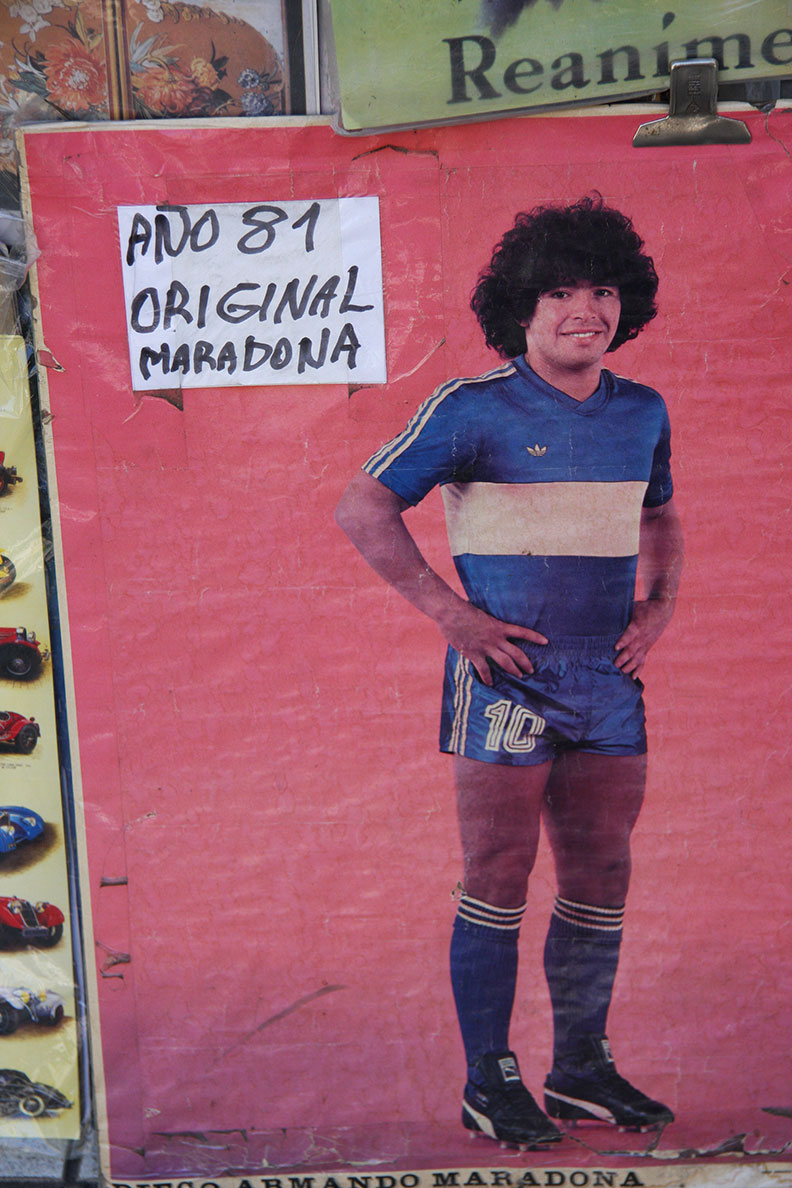 Reanime
AÑO 81
ORIGINAL
MARADONA
10
DIEGO ARMANDO MARADONA